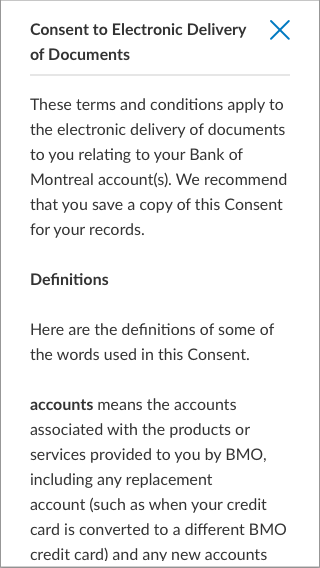 Consent to Electronic Delivery
of Documents
These terms and conditions apply to
the electronic delivery of documents
to you relating to your Bank of
Montreal account(s). We recommend
that you save a copy of this Consent
for your records.
Definitions
Here are the definitions of some of
the words used in this Consent.
accounts means the accounts
associated with the products or
services provided to you by BMO,
including any replacement
account (such as when your credit
card is converted to a different BMO
credit card) and any new accounts